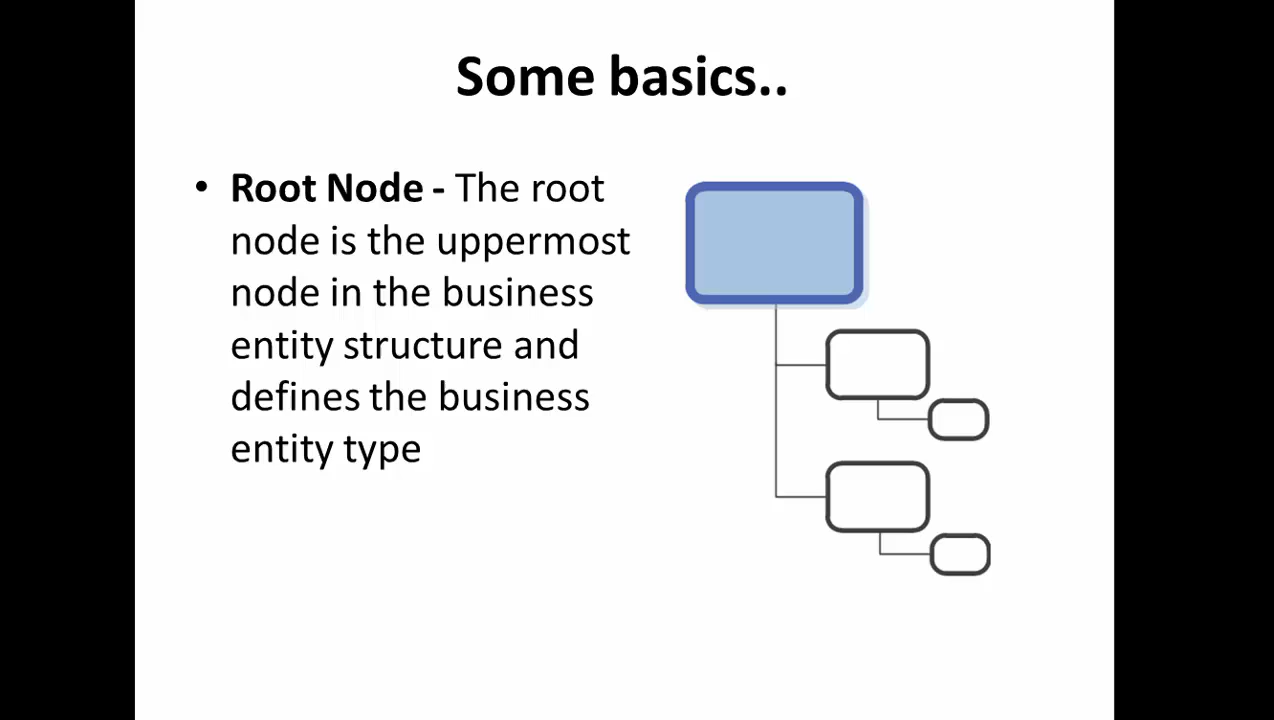 Some basics..
• Root Node - The root
node is the uppermost
node in the business
entity structure and
defines the business
entity type